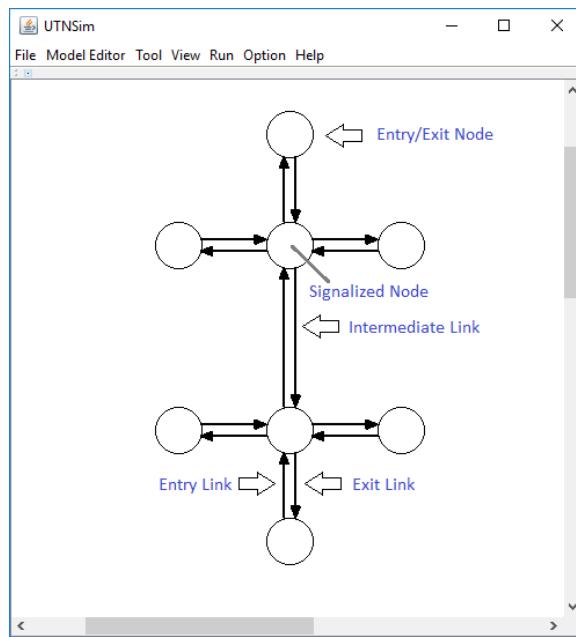 UTNSim
File Model Editor Tool View Run Option Help
Entry/Exit Node
Signalized Node
Intermediate Link
Entry Link
Exit Link